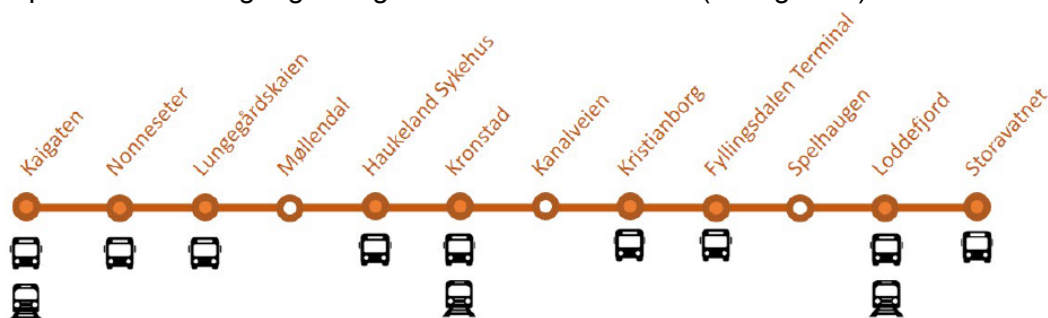 Kaigaten
Nonneseter
Lungegårdskaien
Møllendal
Haukeland Sykehus
Kronstad
Kanalveien
Kristianborg
Fyllingsdalen Terminal
Spelhaugen
Loddefjord
Storavatnet